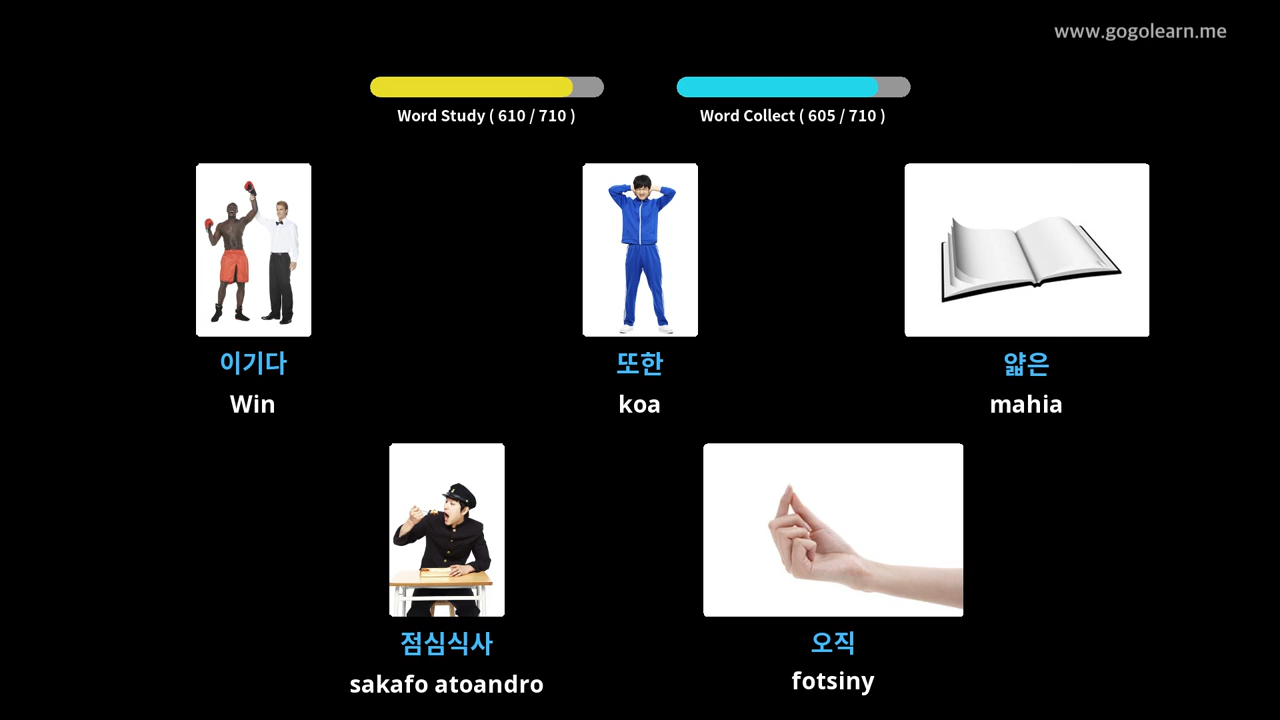 www.gogolearn.me
Word Study ( 610 / 710 )
Word Collect ( 605 / 710 )
이기다
Win
또한
koa
얇은
mahia
점심식사
sakafo atoandro
오직
fotsiny